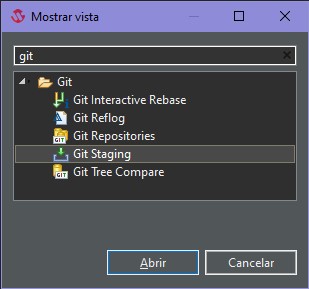 Mostrar vista
git
Git
Git Interactive Rebase
Git Reflog
Git Repositories
Git Staging
Git Tree Compare
Abrir
Cancelar